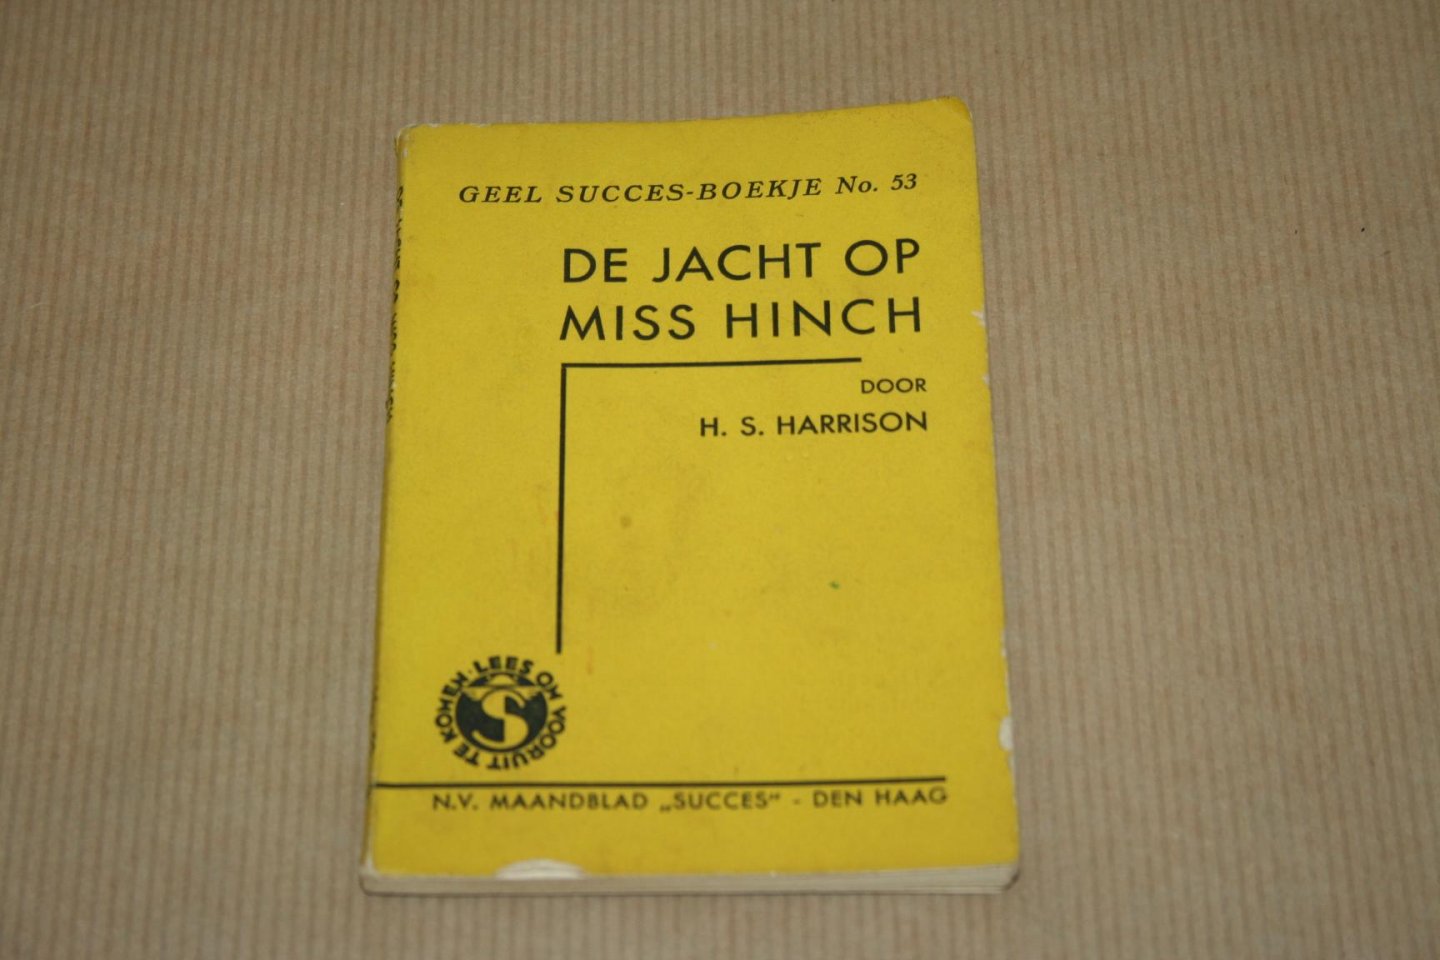 GEEL SUCCES-BOEKJE No. 53
DE JACHT OP
MISS HINCH
DOOR
H. S. HARRISON
LEES OM VOORUIT TE KOMEN
S
N.V. MAANDBLAD „SUCCES" - DEN HAAG